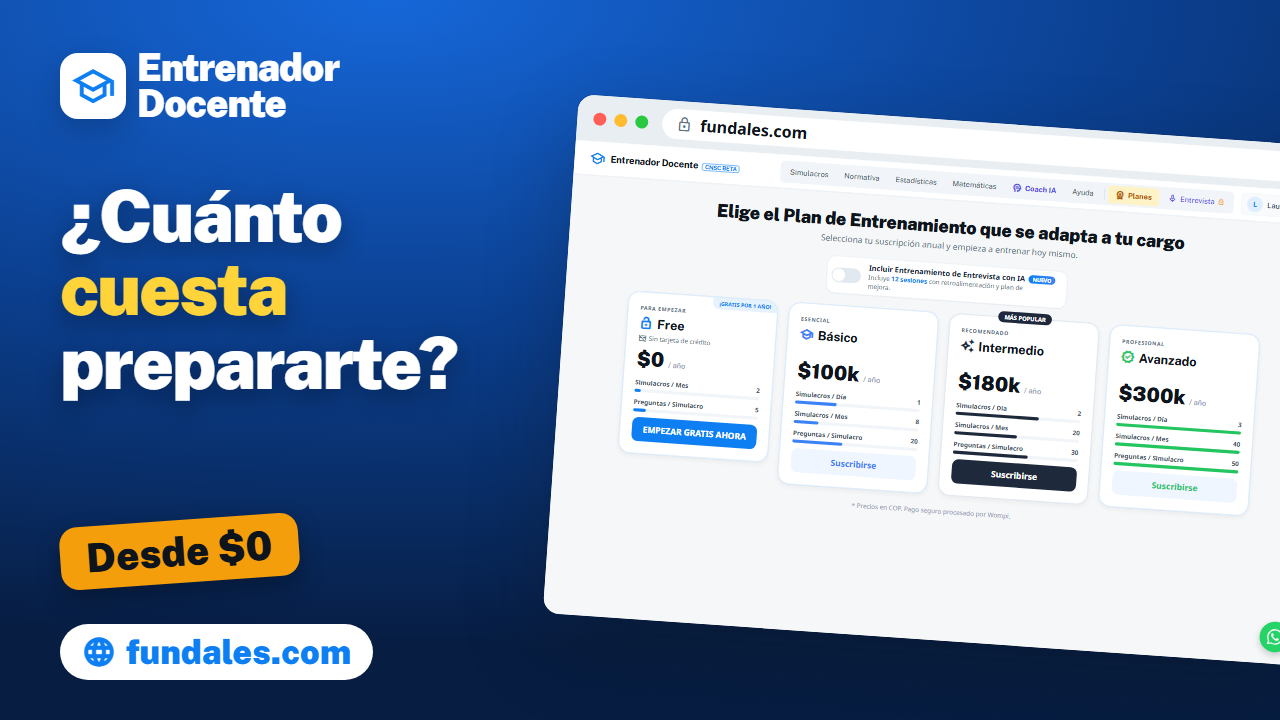 Entrenador
Docente
¿Cuánto
cuesta
prepararte?
Desde $0
fundales.com
fundales.com
Entrenador Docente CNSC BETA
Simulacros Normativa Estadísticas Matemáticas Coach IA Ayuda Planes Entrevista
L Lau
Elige el Plan de Entrenamiento que se adapta a tu cargo
Selecciona tu suscripción anual y empieza a entrenar hoy mismo.
Incluir Entrenamiento de Entrevista con IA NUEVO
Incluye 12 sesiones con retroalimentación y plan de
mejora.
¡GRATIS POR 1 AÑO!
PARA EMPEZAR
Free
Sin tarjeta de crédito
$0 / año
Simulacros / Mes 2
Preguntas / Simulacro 5
EMPEZAR GRATIS AHORA
ESENCIAL
Básico
$100k / año
Simulacros / Día 1
Simulacros / Mes 8
Preguntas / Simulacro 20
Suscribirse
MÁS POPULAR
RECOMENDADO
Intermedio
$180k / año
Simulacros / Día 2
Simulacros / Mes 20
Preguntas / Simulacro 30
Suscribirse
PROFESIONAL
Avanzado
$300k / año
Simulacros / Día 3
Simulacros / Mes 40
Preguntas / Simulacro 50
Suscribirse
* Precios en COP. Pago seguro procesado por Wompi.